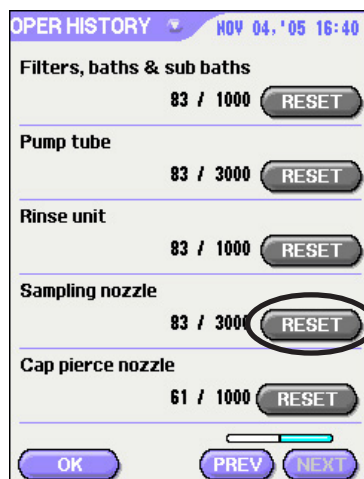 OPER HISTORY NOV 04,'05 16:40
Filters, baths & sub baths
83 / 1000 RESET
Pump tube
83 / 3000 RESET
Rinse unit
83 / 1000 RESET
Sampling nozzle
83 / 3000 RESET
Cap pierce nozzle
61 / 1000 RESET
OK PREV NEXT